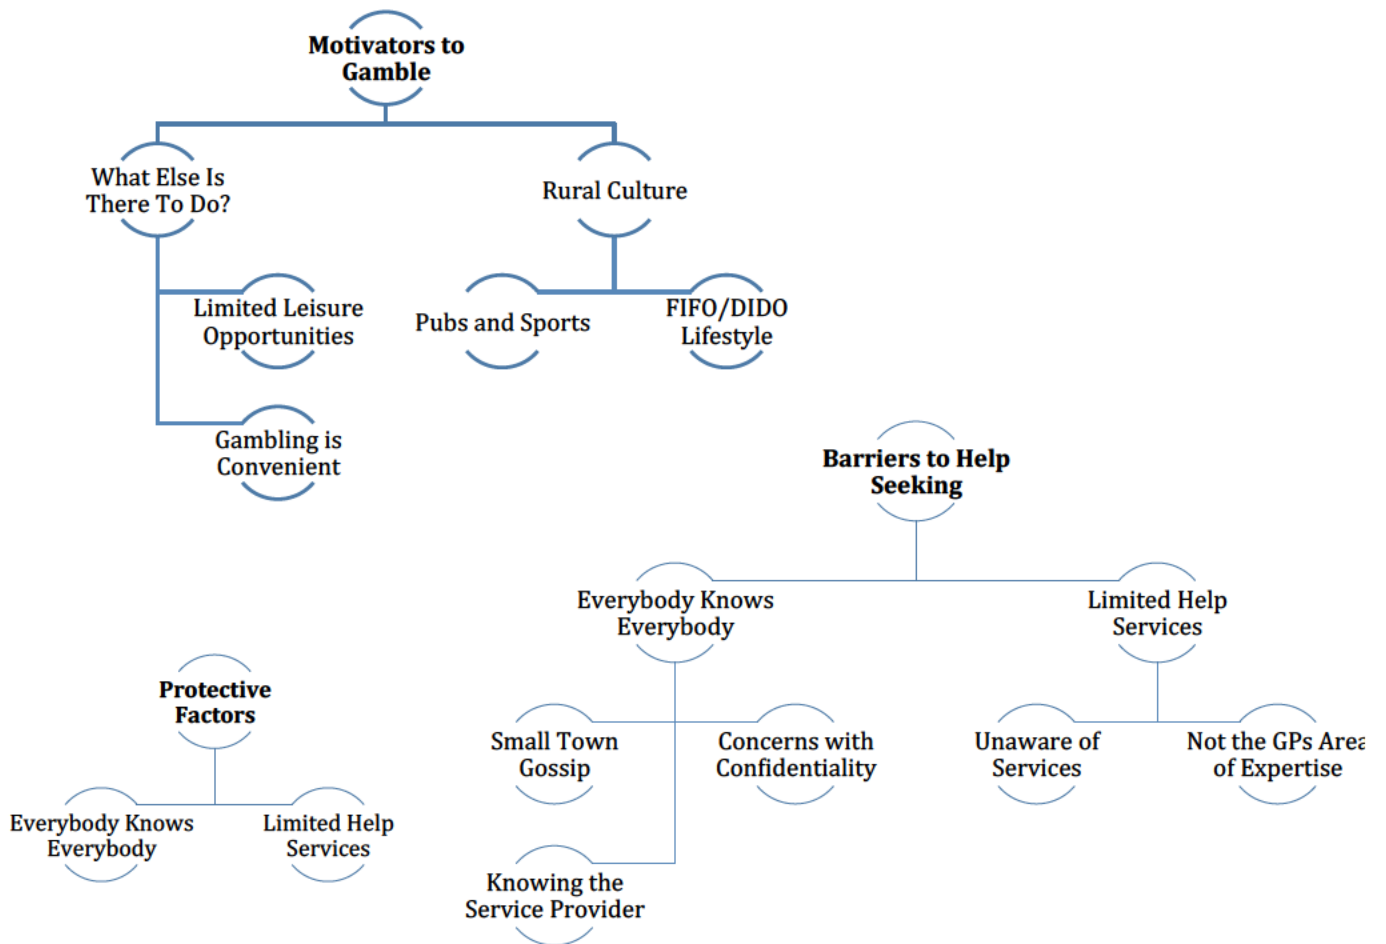 Motivators to
Gamble
What Else Is
There To Do?
Rural Culture
Limited Leisure
Opportunities
Pubs and Sports
FIFO/DIDO
Lifestyle
Gambling is
Convenient
Barriers to Help
Seeking
Everybody Knows
Everybody
Limited Help
Services
Small Town
Gossip
Concerns with
Confidentiality
Unaware of
Services
Not the GPs Area
of Expertise
Knowing the
Service Provider
Protective
Factors
Everybody Knows
Everybody
Limited Help
Services